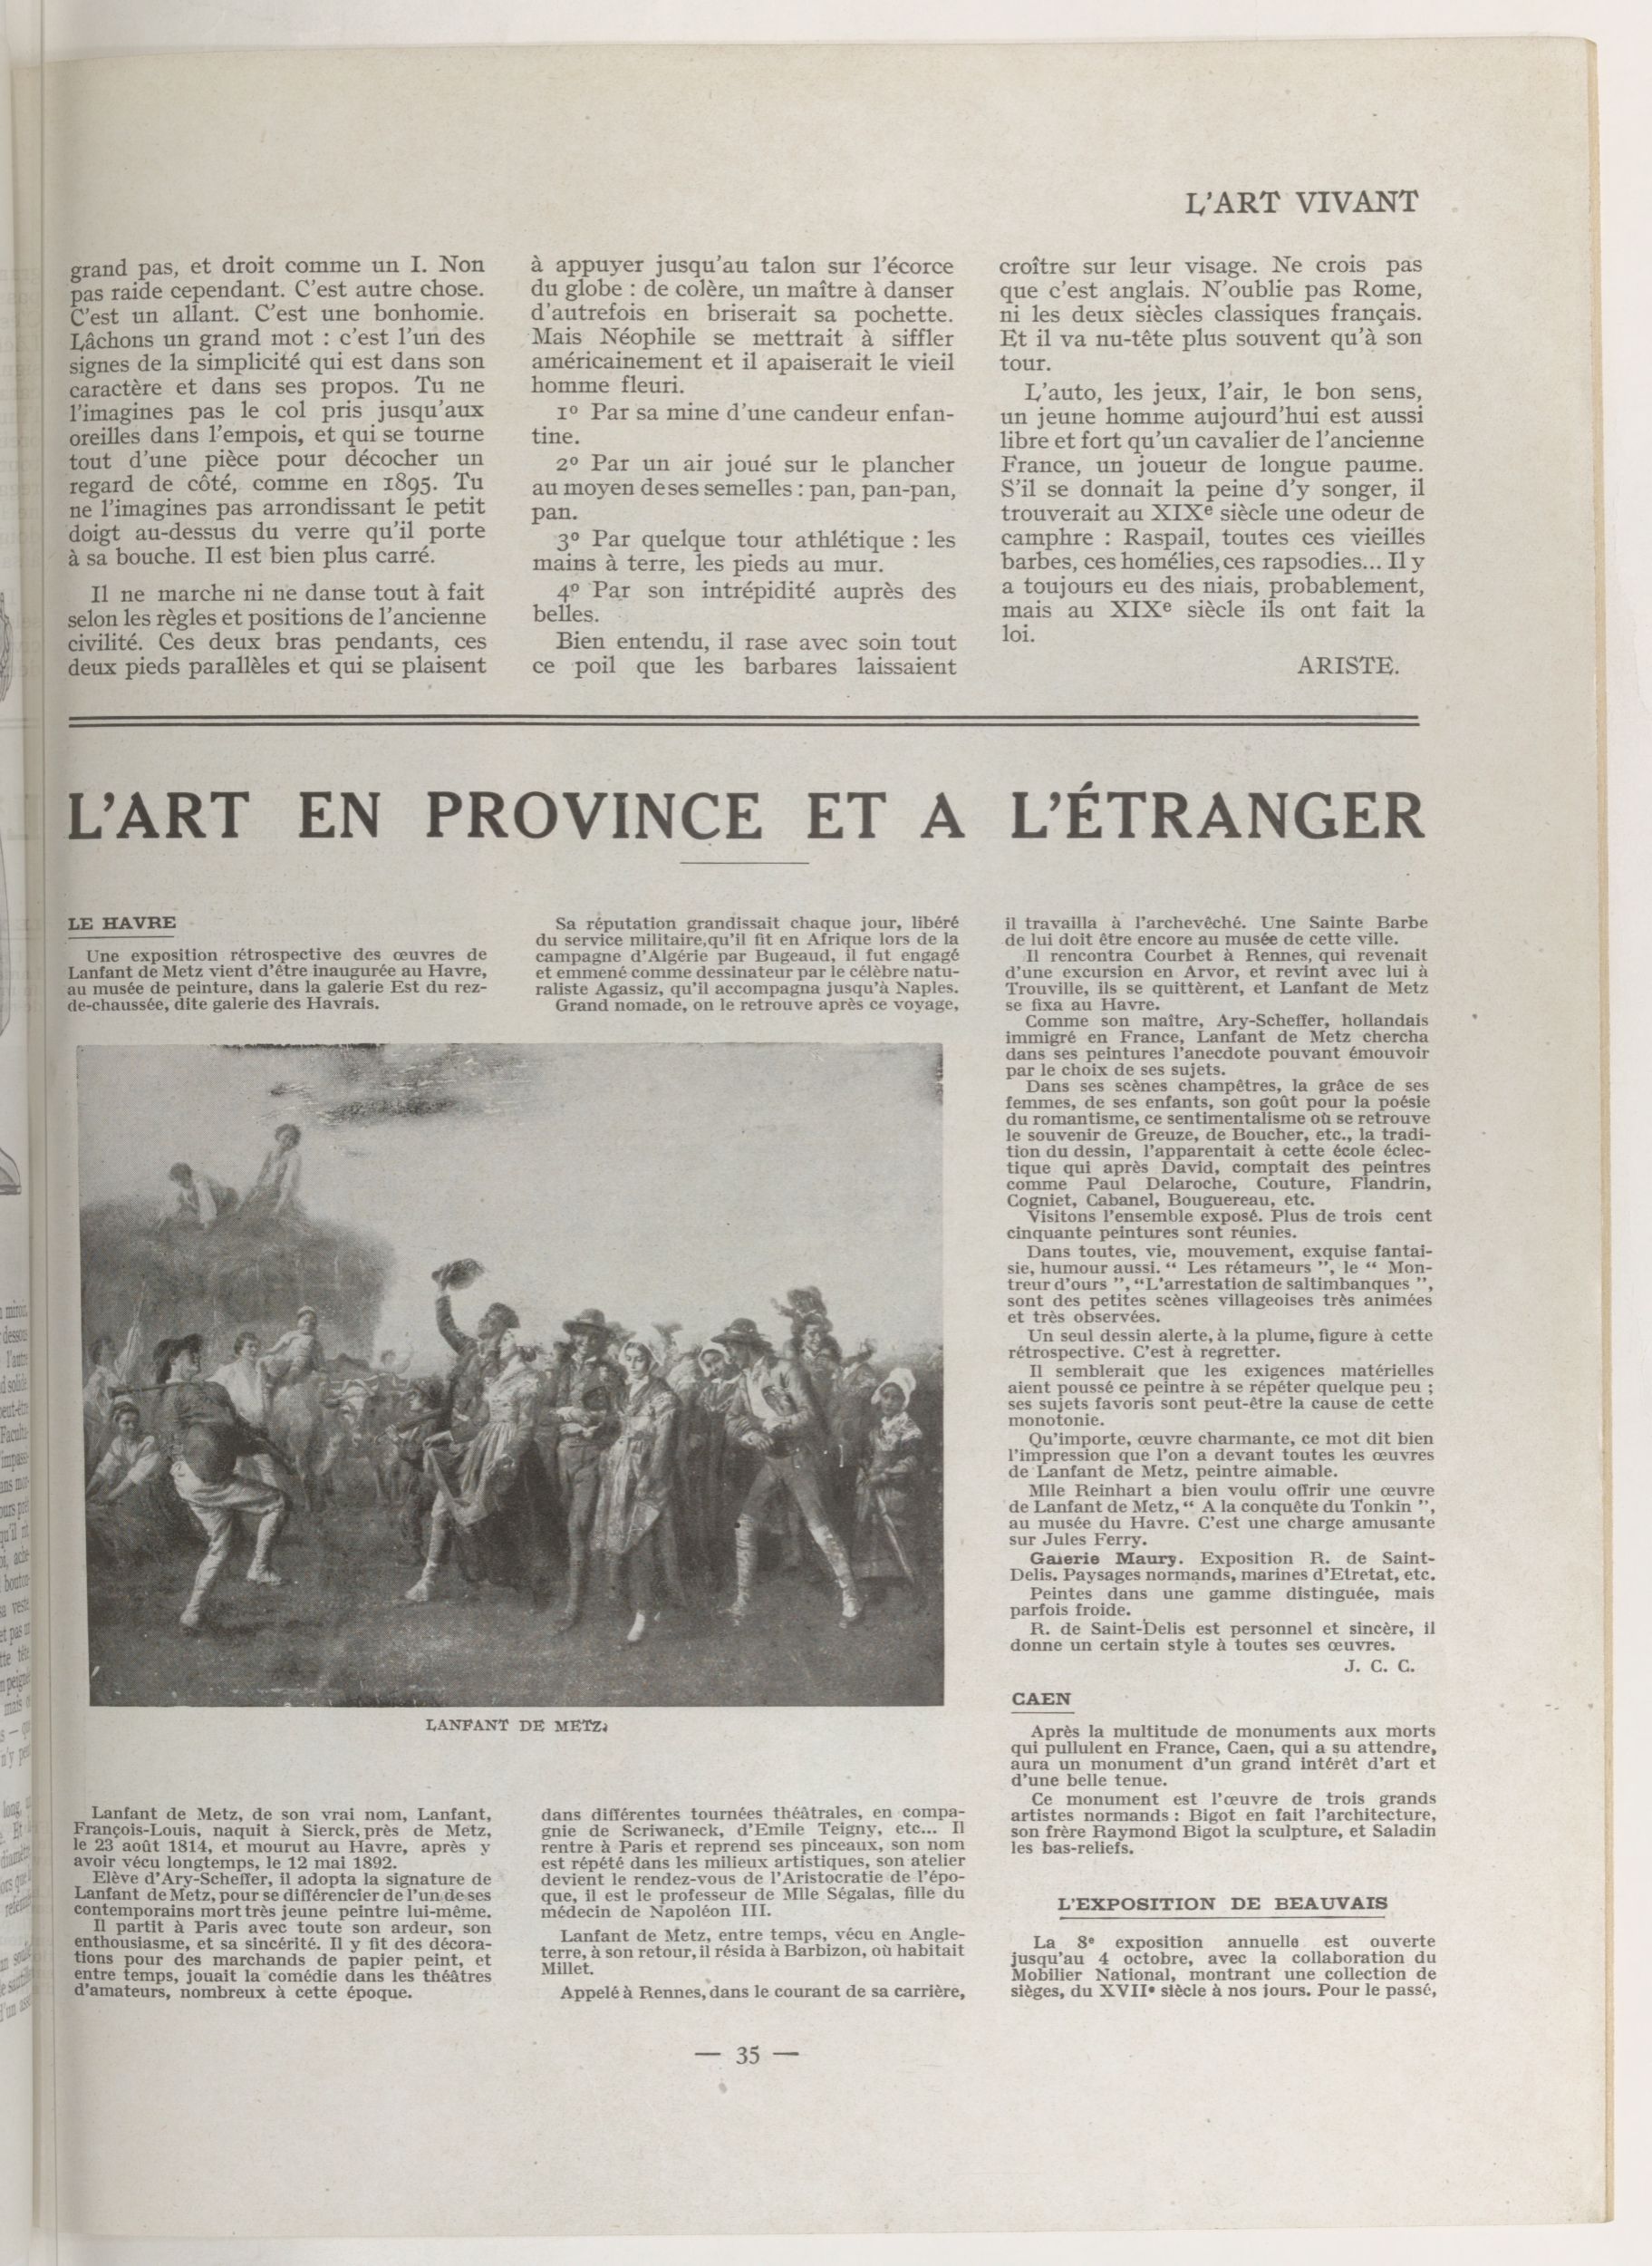 L'ART VIVANT
grand pas, et droit comme un I. Non
pas raide cependant. C'est autre chose.
C'est un allant. C'est une bonhomie.
Lâchons un grand mot : c'est l'un des
signes de la simplicité qui est dans son
caractère et dans ses propos. Tu ne
l'imagines pas le col pris jusqu'aux
oreilles dans l'empois, et qui se tourne
tout d'une pièce pour décocher un
regard de côté, comme en 1895. Tu
ne l'imagines pas arrondissant le petit
doigt au-dessus du verre qu'il porte
à sa bouche. Il est bien plus carré.
Il ne marche ni ne danse tout à fait
selon les règles et positions de l'ancienne
civilité. Ces deux bras pendants, ces
deux pieds parallèles et qui se plaisent
à appuyer jusqu'au talon sur l'écorce
du globe : de colère, un maître à danser
d'autrefois en briserait sa pochette.
Mais Néophile se mettrait à siffler
américainement et il apaiserait le vieil
homme fleuri.
1º Par sa mine d'une candeur enfan-
tine.
2º Par un air joué sur le plancher
au moyen de ses semelles : pan, pan-pan,
pan.
3º Par quelque tour athlétique : les
mains à terre, les pieds au mur.
4º Par son intrépidité auprès des
belles.
Bien entendu, il rase avec soin tout
ce poil que les barbares laissaient
croître sur leur visage. Ne crois pas
que c'est anglais. N'oublie pas Rome,
ni les deux siècles classiques français.
Et il va nu-tête plus souvent qu'à son
tour.
L'auto, les jeux, l'air, le bon sens,
un jeune homme aujourd'hui est aussi
libre et fort qu'un cavalier de l'ancienne
France, un joueur de longue paume.
S'il se donnait la peine d'y songer, il
trouverait au XIXe siècle une odeur de
camphre : Raspail, toutes ces vieilles
barbes, ces homélies, ces rapsodies... Il y
a toujours eu des niais, probablement,
mais au XIXe siècle ils ont fait la
loi.
ARISTE.
L'ART EN PROVINCE ET A L'ÉTRANGER
LE HAVRE
Une exposition rétrospective des œuvres de
Lanfant de Metz vient d'être inaugurée au Havre,
au musée de peinture, dans la galerie Est du rez-
de-chaussée, dite galerie des Havrais.
LANFANT DE METZ.
Lanfant de Metz, de son vrai nom, Lanfant,
François-Louis, naquit à Sierck, près de Metz,
le 23 août 1814, et mourut au Havre, après y
avoir vécu longtemps, le 12 mai 1892.
Elève d'Ary-Scheffer, il adopta la signature de
Lanfant de Metz, pour se différencier de l'un de ses
contemporains mort très jeune peintre lui-même.
Il partit à Paris avec toute son ardeur, son
enthousiasme, et sa sincérité. Il y fit des décora-
tions pour des marchands de papier peint, et
entre temps, jouait la comédie dans les théâtres
d'amateurs, nombreux à cette époque.
Sa réputation grandissait chaque jour, libéré
du service militaire, qu'il fit en Afrique lors de la
campagne d'Algérie par Bugeaud, il fut engagé
et emmené comme dessinateur par le célèbre natu-
raliste Agassiz, qu'il accompagna jusqu'à Naples.
Grand nomade, on le retrouve après ce voyage,
dans différentes tournées théâtrales, en compa-
gnie de Scriwaneck, d'Emile Teigny, etc... Il
rentre à Paris et reprend ses pinceaux, son nom
est répété dans les milieux artistiques, son atelier
devient le rendez-vous de l'Aristocratie de l'épo-
que, il est le professeur de Mlle Ségalas, fille du
médecin de Napoléon III.
Lanfant de Metz, entre temps, vécu en Angle-
terre, à son retour, il résida à Barbizon, où habitait
Millet.
Appelé à Rennes, dans le courant de sa carrière,
il travailla à l'archevêché. Une Sainte Barbe
de lui doit être encore au musée de cette ville.
Il rencontra Courbet à Rennes, qui revenait
d'une excursion en Arvor, et revint avec lui à
Trouville, ils se quittèrent, et Lanfant de Metz
se fixa au Havre.
Comme son maître, Ary-Scheffer, hollandais
immigré en France, Lanfant de Metz chercha
dans ses peintures l'anecdote pouvant émouvoir
par le choix de ses sujets.
Dans ses scènes champêtres, la grâce de ses
femmes, de ses enfants, son goût pour la poésie
du romantisme, ce sentimentalisme où se retrouve
le souvenir de Greuze, de Boucher, etc., la tradi-
tion du dessin, l'apparentait à cette école éclec-
tique qui après David, comptait des peintres
comme Paul Delaroche, Couture, Flandrin,
Cogniet, Cabanel, Bouguereau, etc.
Visitons l'ensemble exposé. Plus de trois cent
cinquante peintures sont réunies.
Dans toutes, vie, mouvement, exquise fantai-
sie, humour aussi. “ Les rétameurs ”, le “ Mon-
treur d'ours ”, “L'arrestation de saltimbanques ”,
sont des petites scènes villageoises très animées
et très observées.
Un seul dessin alerte, à la plume, figure à cette
rétrospective. C'est à regretter.
Il semblerait que les exigences matérielles
aient poussé ce peintre à se répéter quelque peu ;
ses sujets favoris sont peut-être la cause de cette
monotonie.
Qu'importe, œuvre charmante, ce mot dit bien
l'impression que l'on a devant toutes les œuvres
de Lanfant de Metz, peintre aimable.
Mlle Reinhart a bien voulu offrir une œuvre
de Lanfant de Metz, “ A la conquête du Tonkin ”,
au musée du Havre. C'est une charge amusante
sur Jules Ferry.
Galerie Maury. Exposition R. de Saint-
Delis. Paysages normands, marines d'Etretat, etc.
Peintes dans une gamme distinguée, mais
parfois froide.
R. de Saint-Delis est personnel et sincère, il
donne un certain style à toutes ses œuvres.
J. C. C.
CAEN
Après la multitude de monuments aux morts
qui pullulent en France, Caen, qui a su attendre,
aura un monument d'un grand intérêt d'art et
d'une belle tenue.
Ce monument est l'œuvre de trois grands
artistes normands : Bigot en fait l'architecture,
son frère Raymond Bigot la sculpture, et Saladin
les bas-reliefs.
L'EXPOSITION DE BEAUVAIS
La 8e exposition annuelle est ouverte
jusqu'au 4 octobre, avec la collaboration du
Mobilier National, montrant une collection de
sièges, du XVIIe siècle à nos jours. Pour le passé,
— 35 —